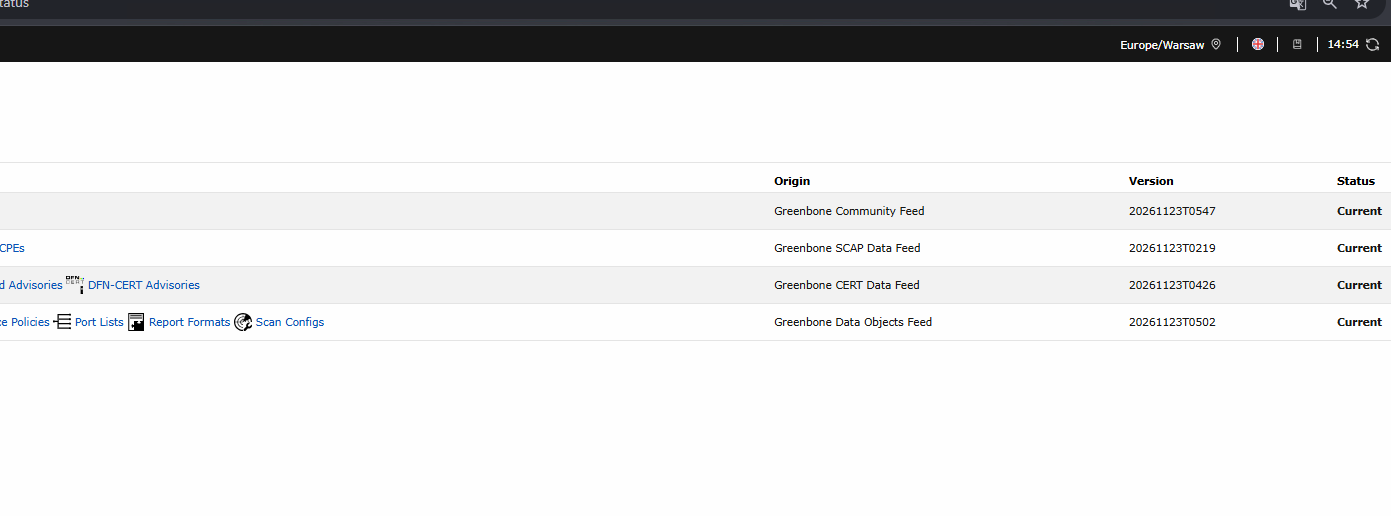 tatus
Europe/Warsaw 14:54
Origin Version Status
Greenbone Community Feed 20261123T0547 Current
CPEs Greenbone SCAP Data Feed 20261123T0219 Current
d Advisories DFN-CERT Advisories Greenbone CERT Data Feed 20261123T0426 Current
ce Policies Port Lists Report Formats Scan Configs Greenbone Data Objects Feed 20261123T0502 Current